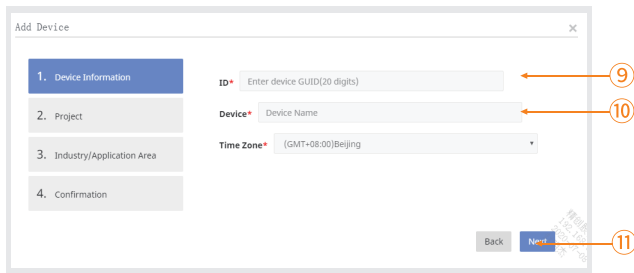 Add Device ×
1. Device Information
ID* Enter device GUID(20 digits) ⑨
2. Project
Device* Device Name ⑩
3. Industry/Application Area
Time Zone* (GMT+08:00)Beijing
4. Confirmation
Back Next ⑪